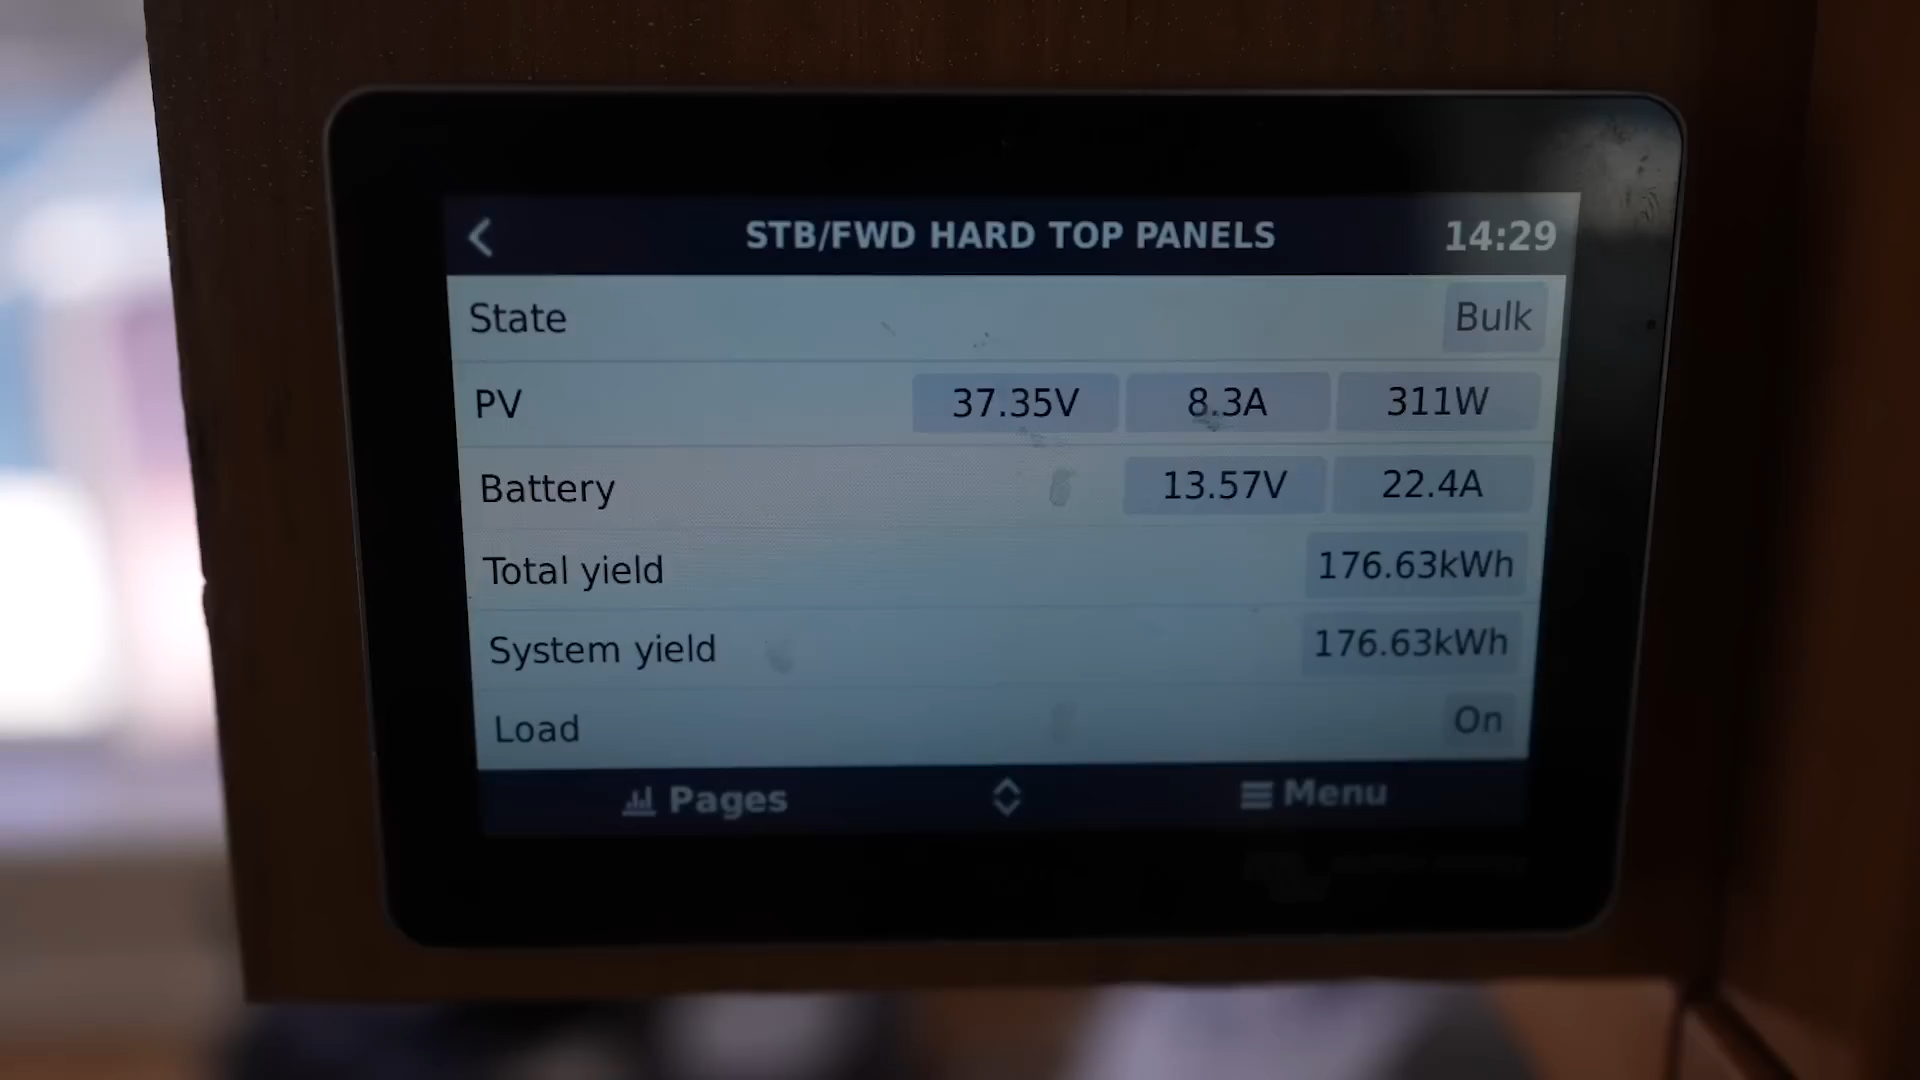 STB/FWD HARD TOP PANELS 14:29
State Bulk
PV 37.35V 8.3A 311W
Battery 13.57V 22.4A
Total yield 176.63kWh
System yield 176.63kWh
Load On
Pages Menu